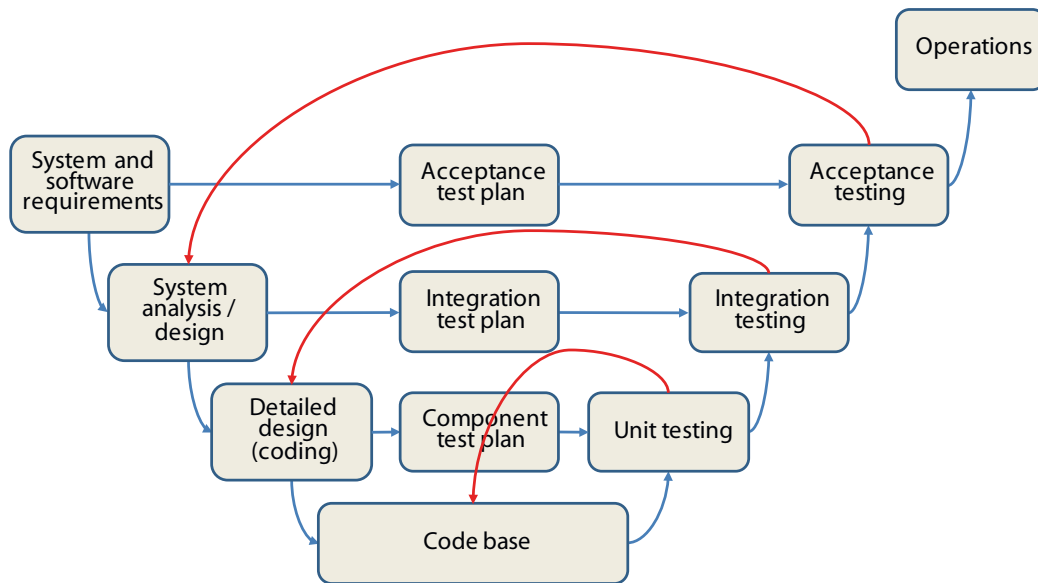 Operations
System and
software
requirements
Acceptance
test plan
Acceptance
testing
System
analysis /
design
Integration
test plan
Integration
testing
Detailed
design
(coding)
Component
test plan
Unit testing
Code base